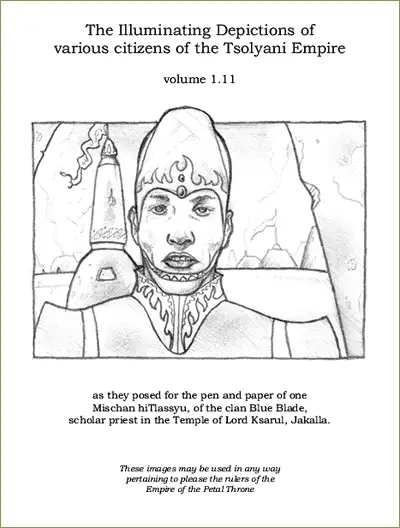 The Illuminating Depictions of
various citizens of the Tsolyani Empire
volume 1.11
as they posed for the pen and paper of one
Mischan hiTlassyu, of the clan Blue Blade,
scholar priest in the Temple of Lord Ksarul, Jakalla.
These images may be used in any way
pertaining to please the rulers of the
Empire of the Petal Throne